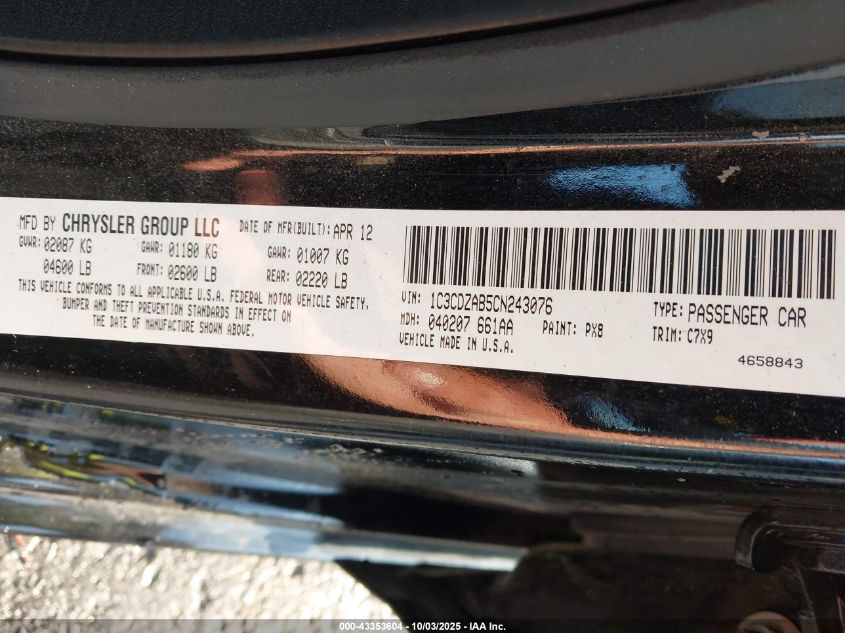 MFD BY CHRYSLER GROUP LLC DATE OF MFR(BUILT): APR 12
GVWR: 02087 KG GAWR: 01180 KG GAWR: 01007 KG
04600 LB FRONT: 02600 LB REAR: 02220 LB
THIS VEHICLE CONFORMS TO ALL APPLICABLE U.S.A. FEDERAL MOTOR VEHICLE SAFETY,
BUMPER AND THEFT PREVENTION STANDARDS IN EFFECT ON
THE DATE OF MANUFACTURE SHOWN ABOVE.
VIN: 1C3CDZAB5CN243076 TYPE: PASSENGER CAR
MDH: 040207 661AA PAINT: PX8 TRIM: C7X9
VEHICLE MADE IN U.S.A.
4658843
000-43353604 - 10/03/2025 - IAA Inc.